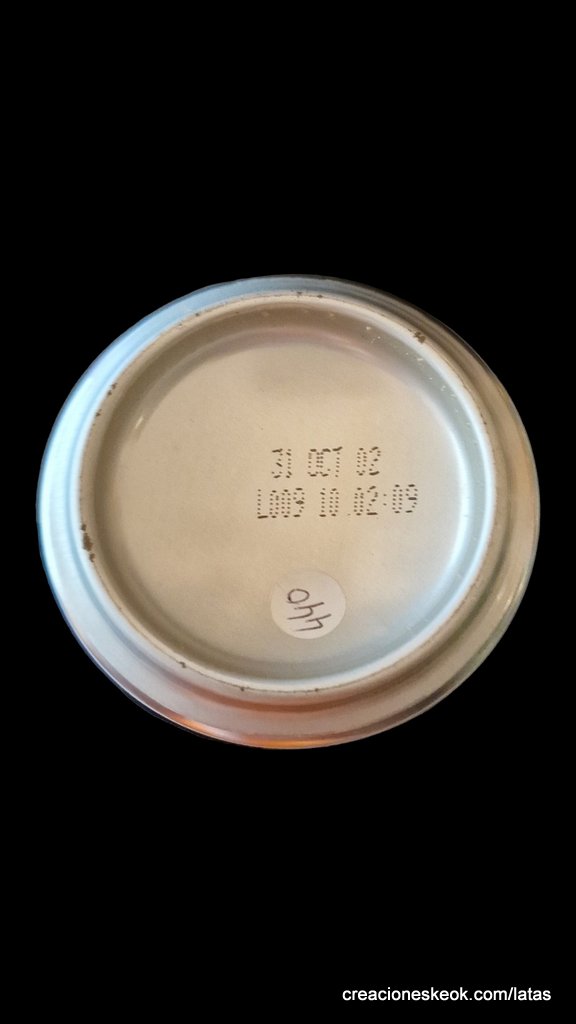 31 OCT 02
L009 10 02:09
440
creacioneskeok.com/latas